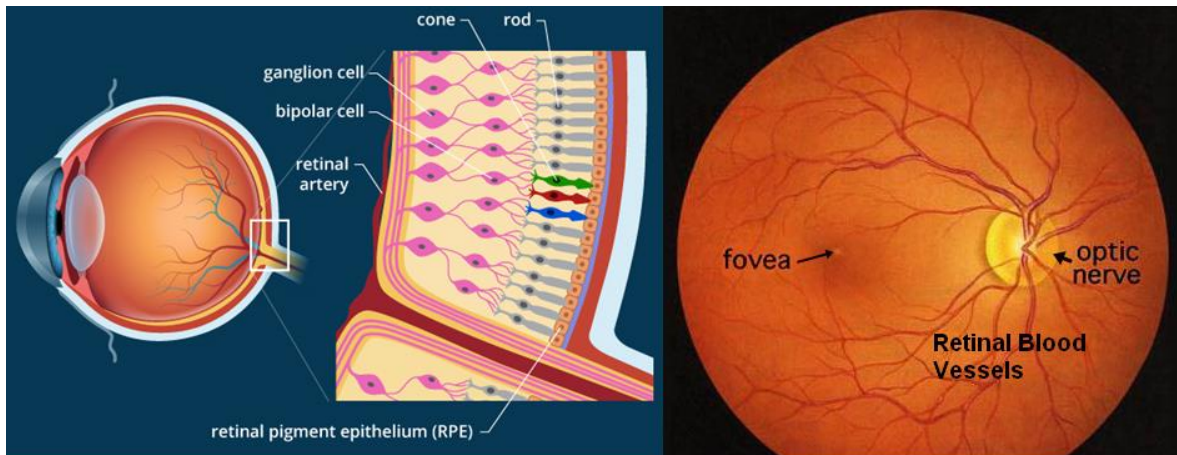 cone
rod
ganglion cell
bipolar cell
retinal
artery
retinal pigment epithelium (RPE)
fovea
optic
nerve
Retinal Blood
Vessels